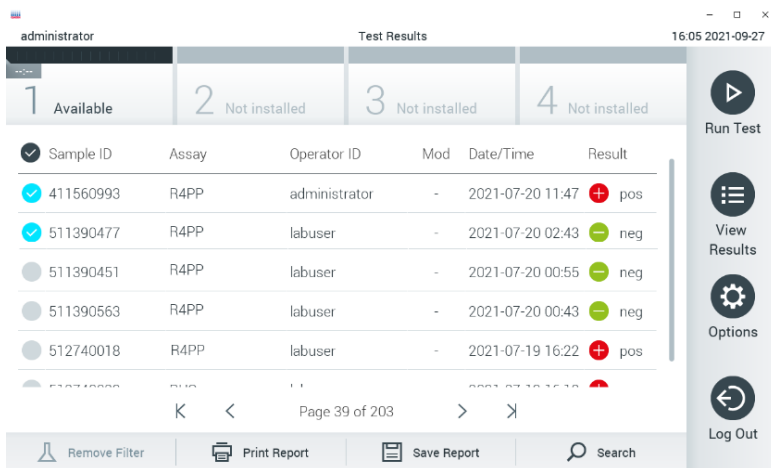 administrator Test Results 16:05 2021-09-27
--:--
1 Available 2 Not installed 3 Not installed 4 Not installed
Run Test
Sample ID Assay Operator ID Mod Date/Time Result
411560993 R4PP administrator - 2021-07-20 11:47 pos
View
Results
511390477 R4PP labuser - 2021-07-20 02:43 neg
511390451 R4PP labuser - 2021-07-20 00:55 neg
511390563 R4PP labuser - 2021-07-20 00:43 neg
Options
512740018 R4PP labuser - 2021-07-19 16:22 pos
Page 39 of 203
Log Out
Remove Filter Print Report Save Report Search